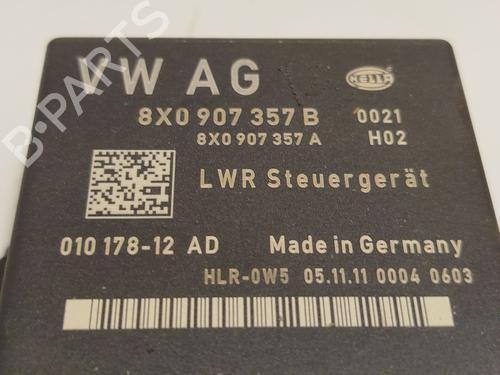 B-PARTS
VW AG
HELLA
8X0 907 357 B 0021
8X0 907 357 A H02
LWR Steuergerät
010 178-12 AD Made in Germany
HLR-0W5 05.11.11 0004 0603